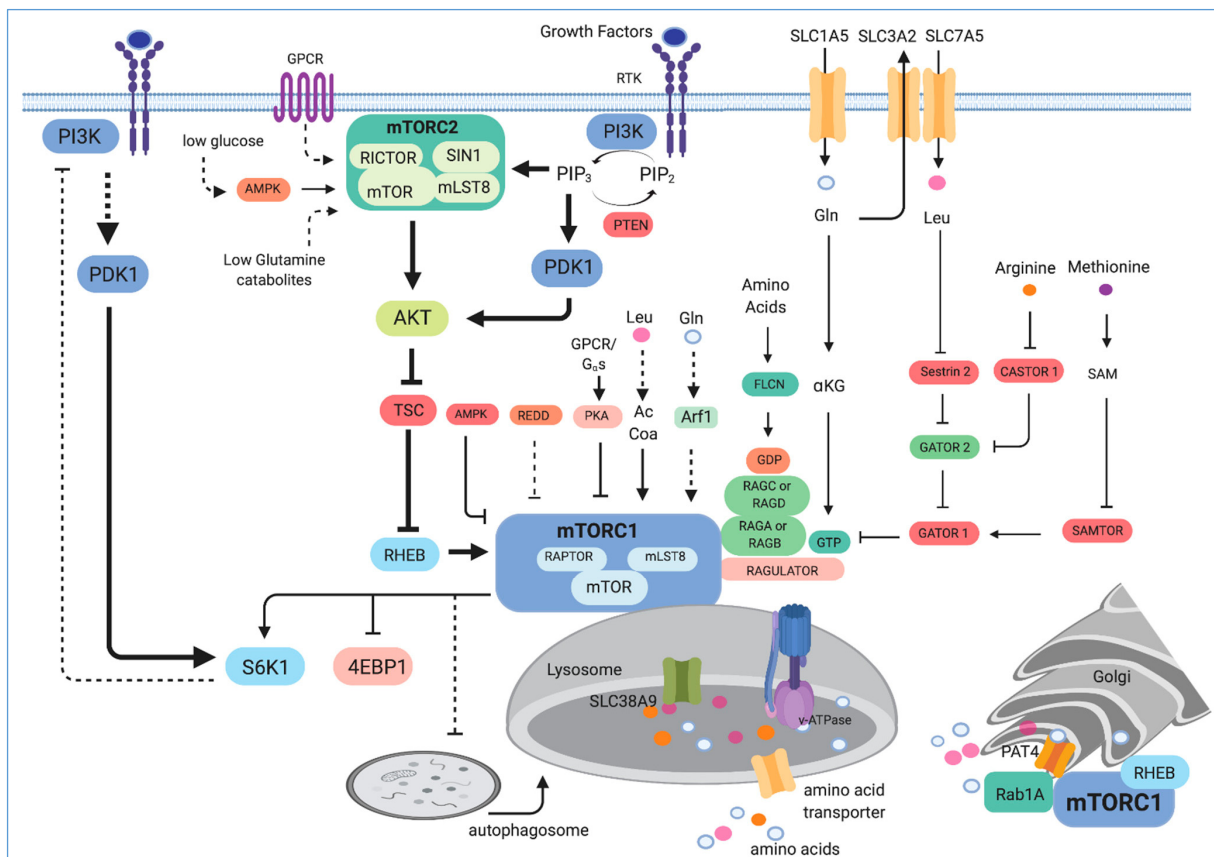 Growth Factors
SLC1A5
SLC3A2
SLC7A5
GPCR
RTK
PI3K
mTORC2
PI3K
low glucose
RICTOR
SIN1
mTOR
mLST8
AMPK
PIP3
PIP2
PTEN
Gln
Leu
Low Glutamine
catabolites
PDK1
PDK1
Arginine
Methionine
Amino
Acids
AKT
Leu
Gln
GPCR/
Gαs
Sestrin 2
CASTOR 1
SAM
FLCN
αKG
TSC
AMPK
REDD
PKA
Ac
Coa
Arf1
GATOR 2
GDP
RAGC or
RAGD
mTORC1
RAGA or
RAGB
GTP
GATOR 1
SAMTOR
RHEB
RAPTOR
mLST8
mTOR
RAGULATOR
S6K1
4EBP1
Lysosome
SLC38A9
v-ATPase
Golgi
PAT4
RHEB
Rab1A
mTORC1
amino acid
transporter
autophagosome
amino acids